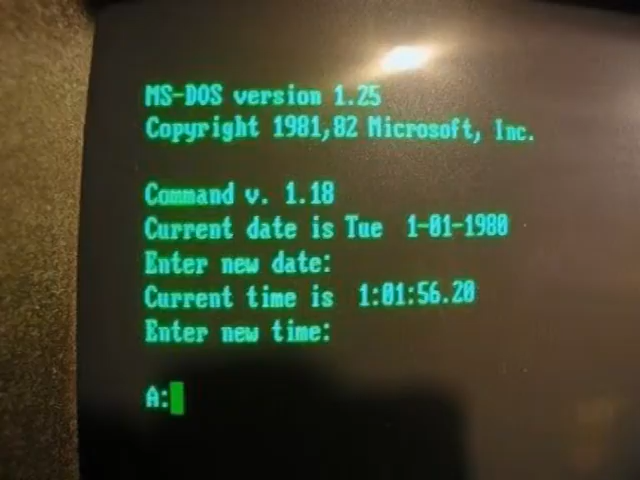 MS-DOS version 1.25
Copyright 1981,82 Microsoft, Inc.
Command v. 1.18
Current date is Tue  1-01-1980
Enter new date:
Current time is  1:01:56.20
Enter new time:
A: